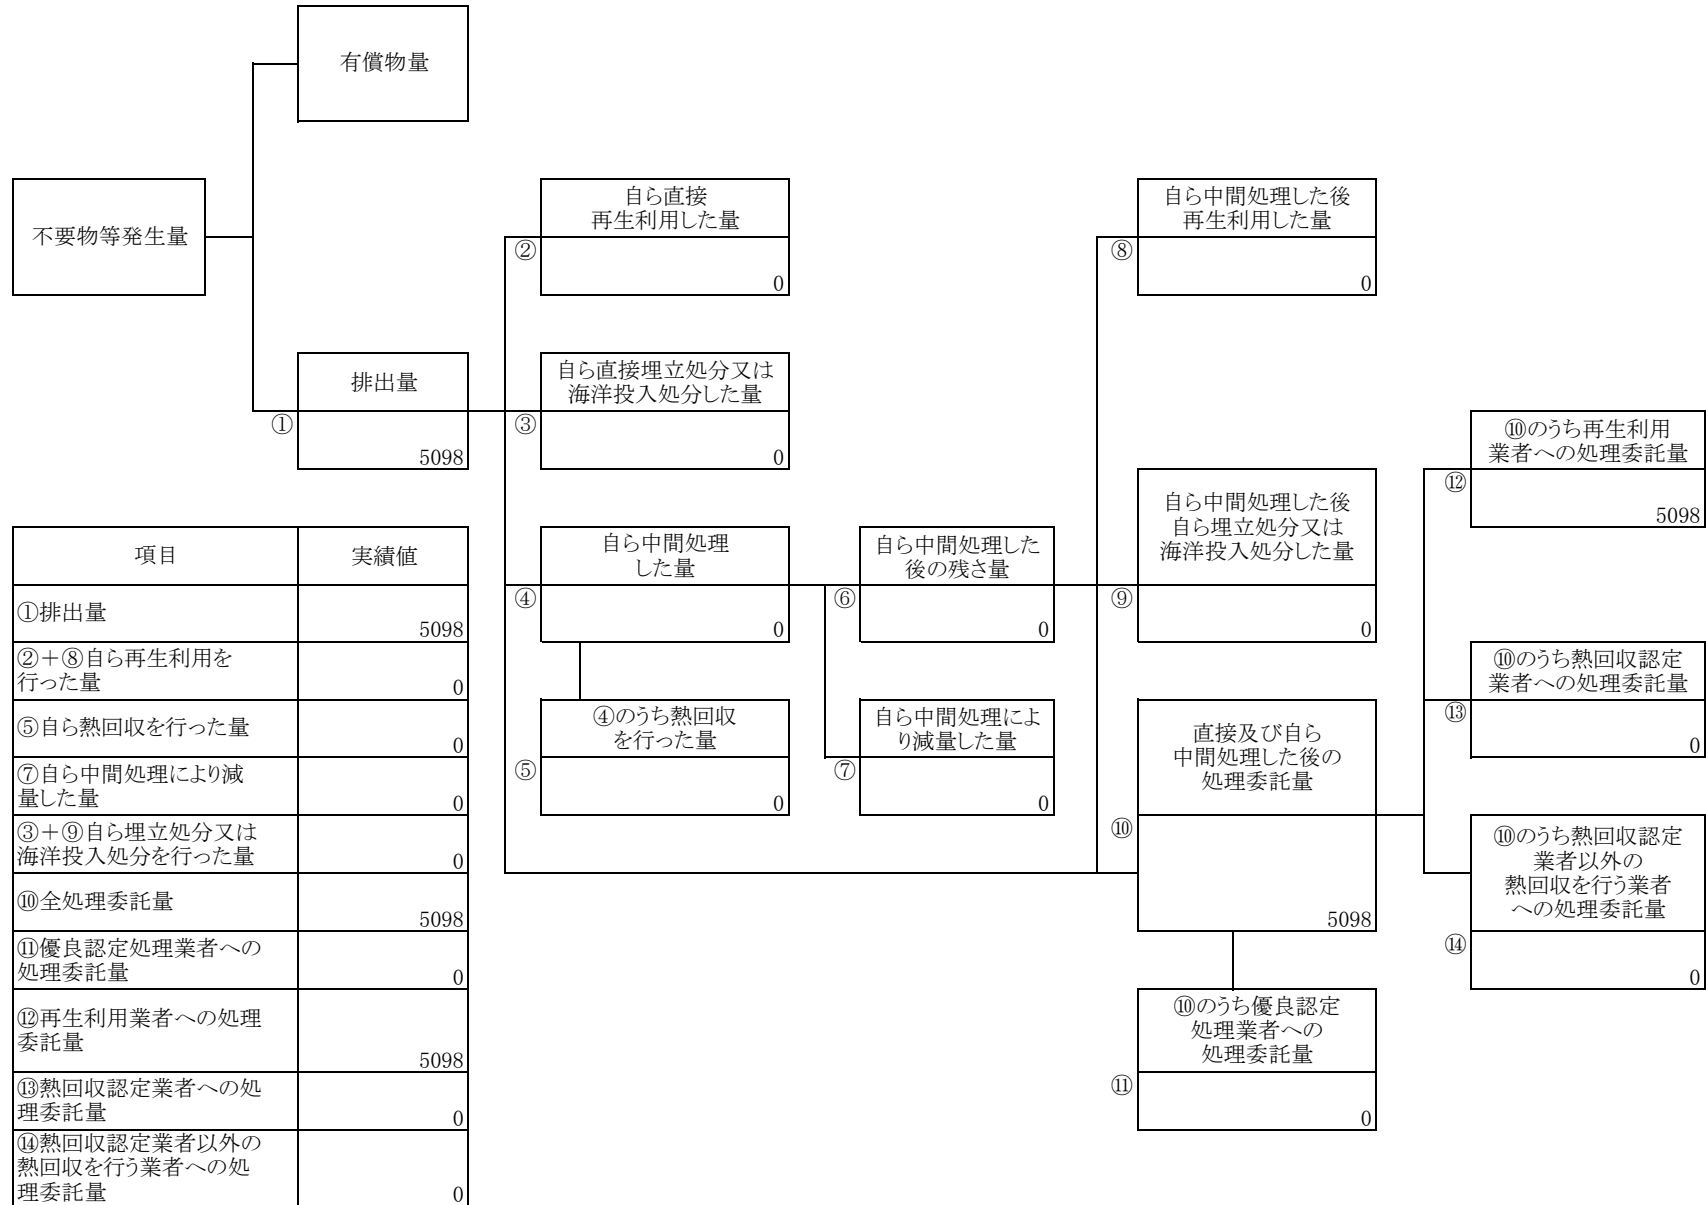 有償物量
不要物等発生量
自ら直接
再生利用した量
②
0
自ら中間処理した後
再生利用した量
⑧
0
排出量
①
5098
自ら直接埋立処分又は
海洋投入処分した量
③
0
⑩のうち再生利用
業者への処理委託量
⑫
5098
自ら中間処理
した量
④
0
自ら中間処理した
後の残さ量
⑥
0
自ら中間処理した後
自ら埋立処分又は
海洋投入処分した量
⑨
0
⑩のうち熱回収認定
業者への処理委託量
⑬
0
④のうち熱回収
を行った量
⑤
0
自ら中間処理によ
り減量した量
⑦
0
直接及び自ら
中間処理した後の
処理委託量
⑩
5098
⑩のうち熱回収認定
業者以外の
熱回収を行う業者
への処理委託量
⑭
0
⑩のうち優良認定
処理業者への
処理委託量
⑪
0
項目 実績値
①排出量
5098
②+⑧自ら再生利用を
行った量
0
⑤自ら熱回収を行った量
0
⑦自ら中間処理により減
量した量
0
③+⑨自ら埋立処分又は
海洋投入処分を行った量
0
⑩全処理委託量
5098
⑪優良認定処理業者への
処理委託量
0
⑫再生利用業者への処理
委託量
5098
⑬熱回収認定業者への処
理委託量
0
⑭熱回収認定業者以外の
熱回収を行う業者への処
理委託量
0